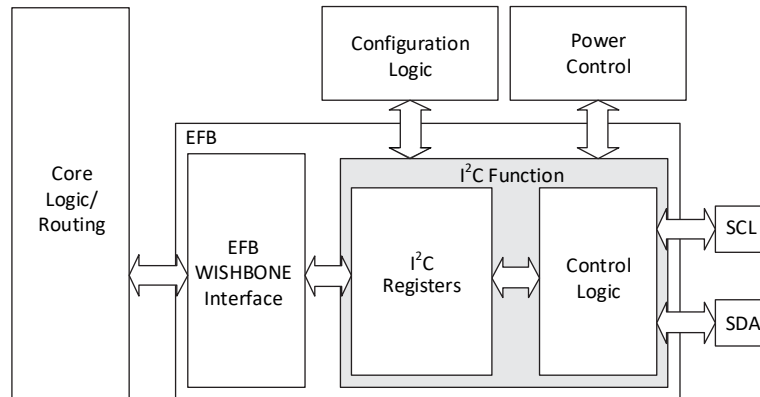 Configuration
Logic
Power
Control
EFB
I²C Function
Core
Logic/
Routing
EFB
WISHBONE
Interface
I²C
Registers
Control
Logic
SCL
SDA